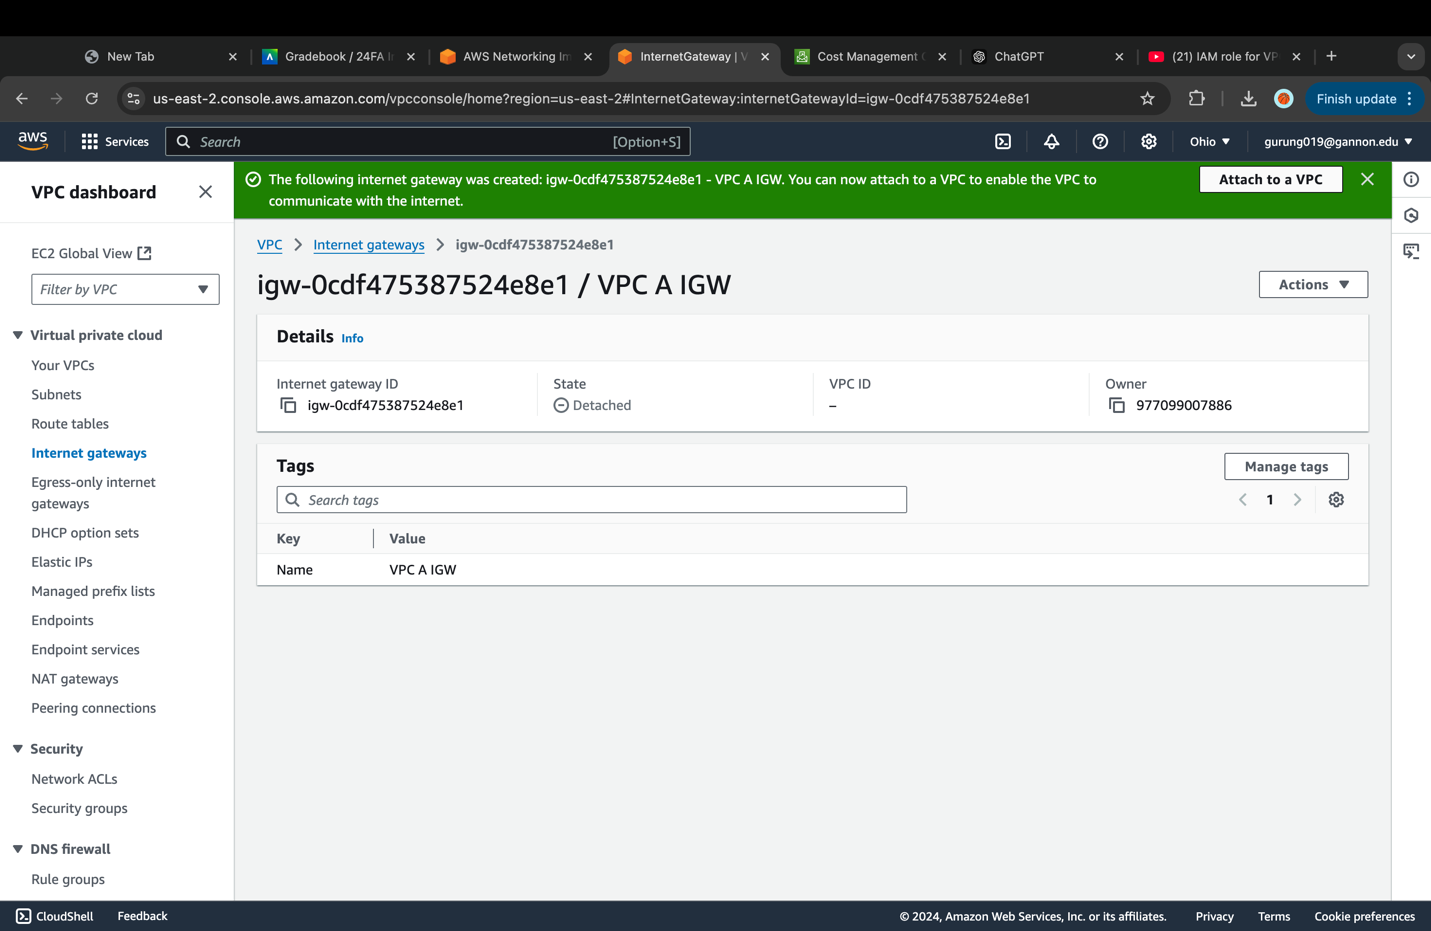 New Tab
Gradebook / 24FA I
AWS Networking Im
InternetGateway | V
Cost Management C
ChatGPT
(21) IAM role for VP
us-east-2.console.aws.amazon.com/vpcconsole/home?region=us-east-2#InternetGateway:internetGatewayId=igw-0cdf475387524e8e1
Finish update
aws
Services
Search
[Option+S]
Ohio
gurung019@gannon.edu
VPC dashboard
The following internet gateway was created: igw-0cdf475387524e8e1 - VPC A IGW. You can now attach to a VPC to enable the VPC to
communicate with the internet.
Attach to a VPC
EC2 Global View
Filter by VPC
Virtual private cloud
Your VPCs
Subnets
Route tables
Internet gateways
Egress-only internet
gateways
DHCP option sets
Elastic IPs
Managed prefix lists
Endpoints
Endpoint services
NAT gateways
Peering connections
Security
Network ACLs
Security groups
DNS firewall
Rule groups
VPC
Internet gateways
igw-0cdf475387524e8e1
igw-0cdf475387524e8e1 / VPC A IGW
Actions
Details
Info
Internet gateway ID
igw-0cdf475387524e8e1
State
Detached
VPC ID
–
Owner
977099007886
Tags
Manage tags
Search tags
1
Key
Value
Name
VPC A IGW
CloudShell
Feedback
© 2024, Amazon Web Services, Inc. or its affiliates.
Privacy
Terms
Cookie preferences